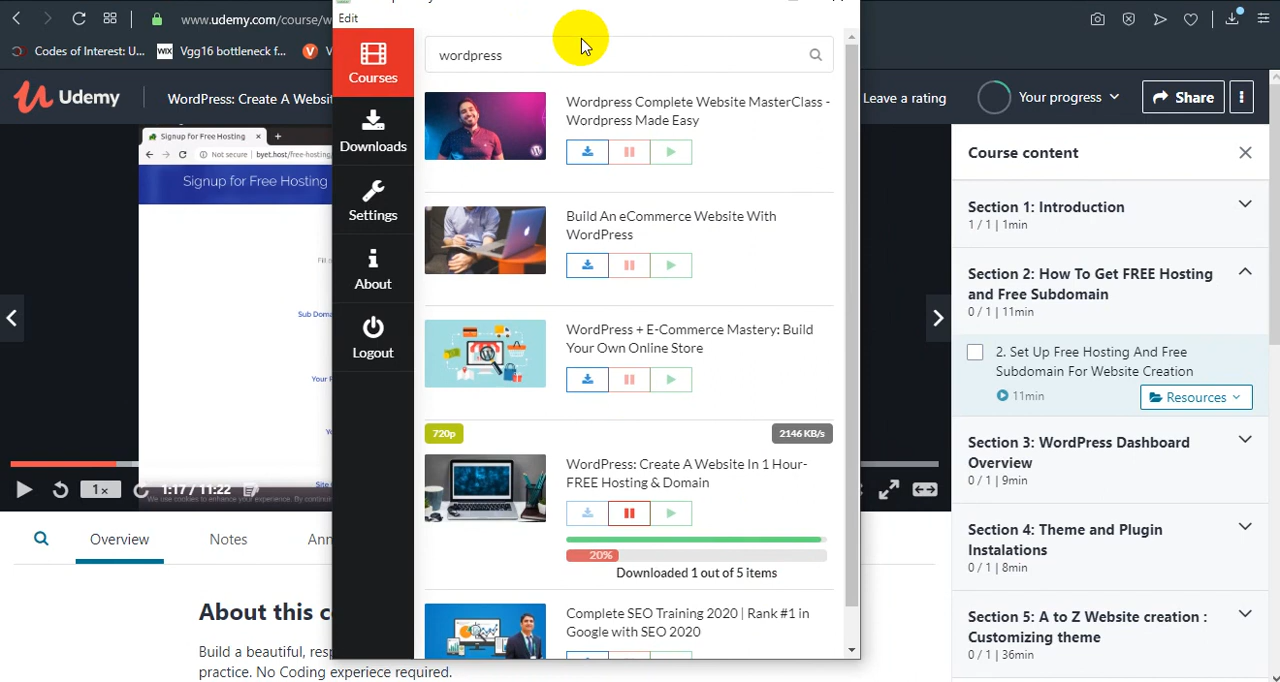 www.udemy.com/course/w
Codes of Interest: U...
WIX
Vgg16 bottleneck f...
V
Udemy
WordPress: Create A Websit
Leave a rating
Your progress
Share
Signup for Free Hosting
Not secure
byet.host/free-hosting/
Signup for Free Hosting
Sub Doma
1×
1:17 / 11:22
Overview
Notes
Ann
About this c
practice. No Coding experiece required.
Edit
Courses
Downloads
Settings
About
Logout
wordpress
Wordpress Complete Website MasterClass -
Wordpress Made Easy
Build An eCommerce Website With
WordPress
WordPress + E-Commerce Mastery: Build
Your Own Online Store
720p
2146 KB/s
WordPress: Create A Website In 1 Hour-
FREE Hosting & Domain
20%
Downloaded 1 out of 5 items
Complete SEO Training 2020 | Rank #1 in
Google with SEO 2020
Course content
Section 1: Introduction
1 / 1 | 1min
Section 2: How To Get FREE Hosting
and Free Subdomain
0 / 1 | 11min
2. Set Up Free Hosting And Free
Subdomain For Website Creation
11min
Resources
Section 3: WordPress Dashboard
Overview
0 / 1 | 9min
Section 4: Theme and Plugin
Instalations
0 / 1 | 8min
Section 5: A to Z Website creation :
Customizing theme
0 / 1 | 36min